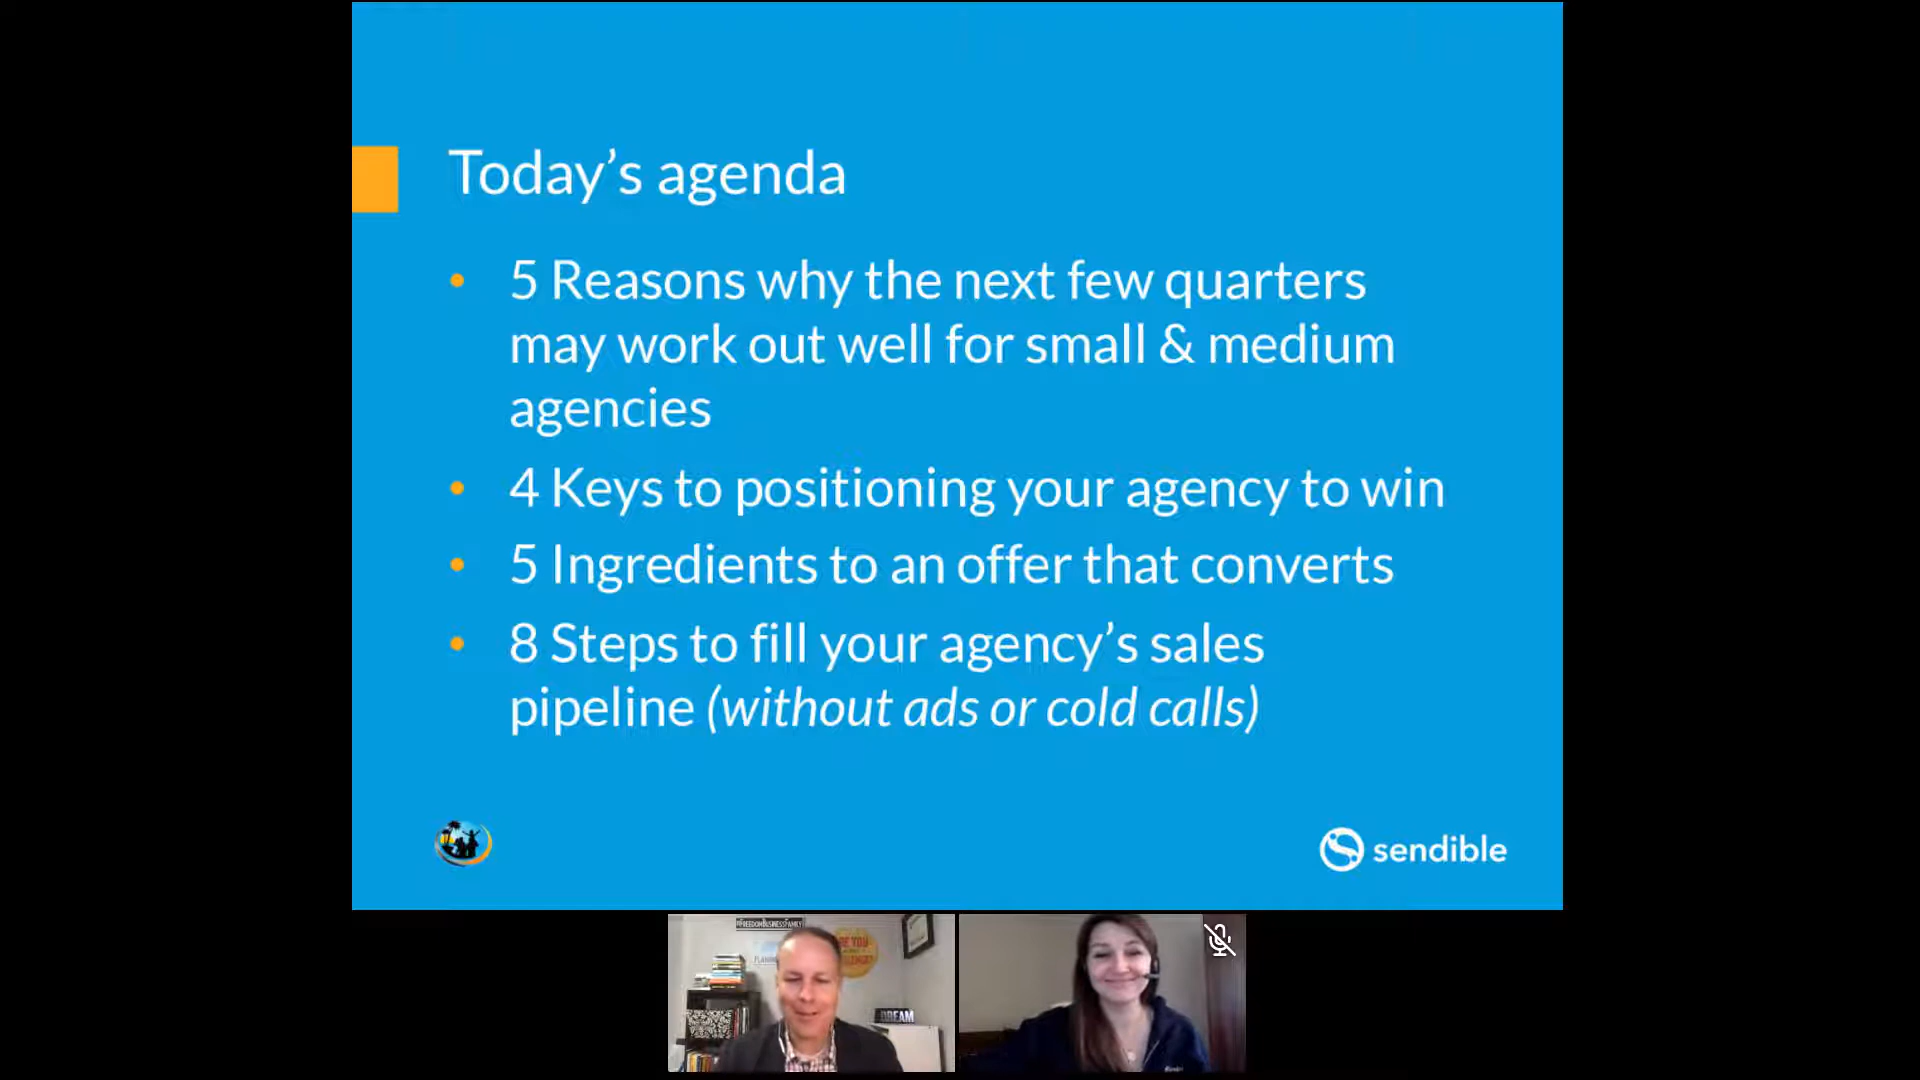 Today’s agenda
• 5 Reasons why the next few quarters
may work out well for small & medium
agencies
• 4 Keys to positioning your agency to win
• 5 Ingredients to an offer that converts
• 8 Steps to fill your agency’s sales
pipeline (without ads or cold calls)
sendible
#FREEDOMBUSINESSFAMILY
DREAM